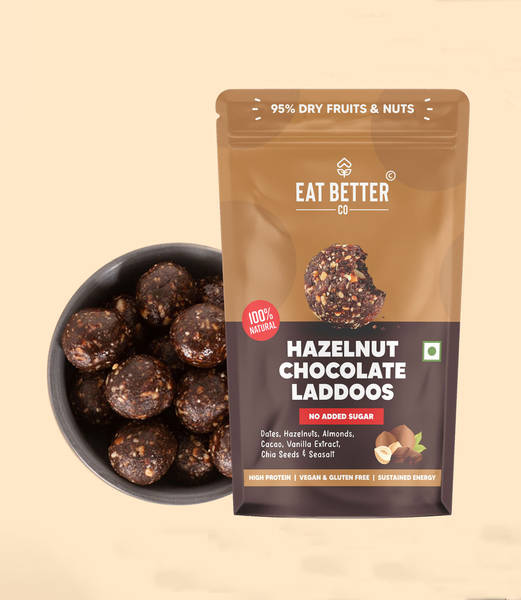 95% DRY FRUITS & NUTS
©
EAT BETTER
CO
100%
NATURAL
HAZELNUT
CHOCOLATE
LADDOOS
NO ADDED SUGAR
Dates, Hazelnuts, Almonds,
Cacao, Vanilla Extract,
Chia Seeds & Seasalt
HIGH PROTEIN | VEGAN & GLUTEN FREE | SUSTAINED ENERGY